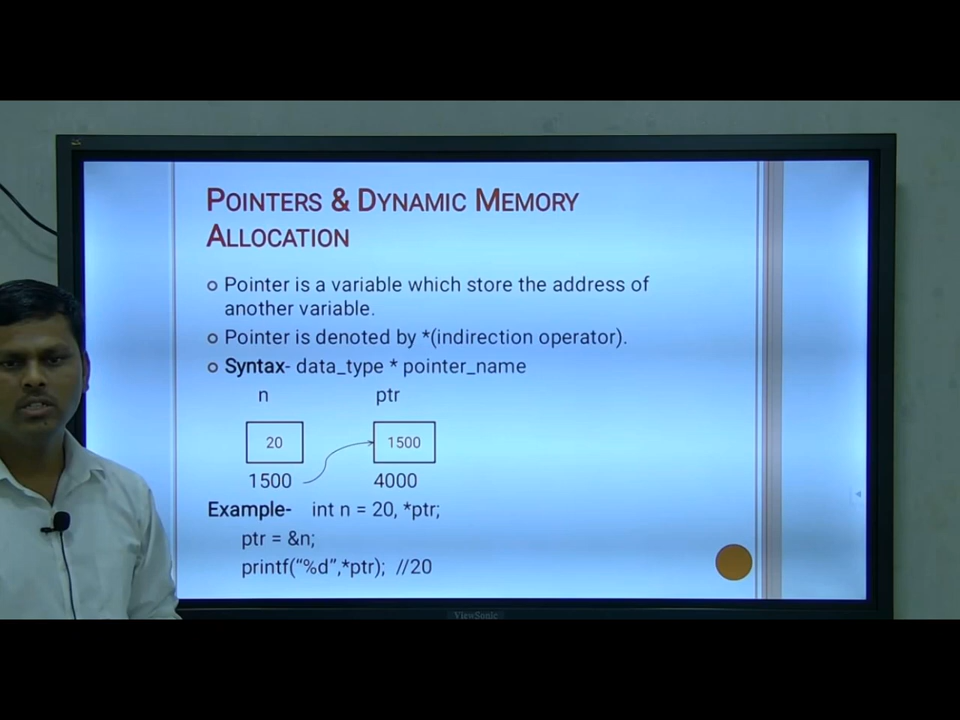 POINTERS & DYNAMIC MEMORY
ALLOCATION
Pointer is a variable which store the address of
another variable.
Pointer is denoted by *(indirection operator).
Syntax- data_type * pointer_name
n ptr
20 1500
1500 4000
Example- int n = 20, *ptr;
ptr = &n;
printf("%d",*ptr); //20
ViewSonic